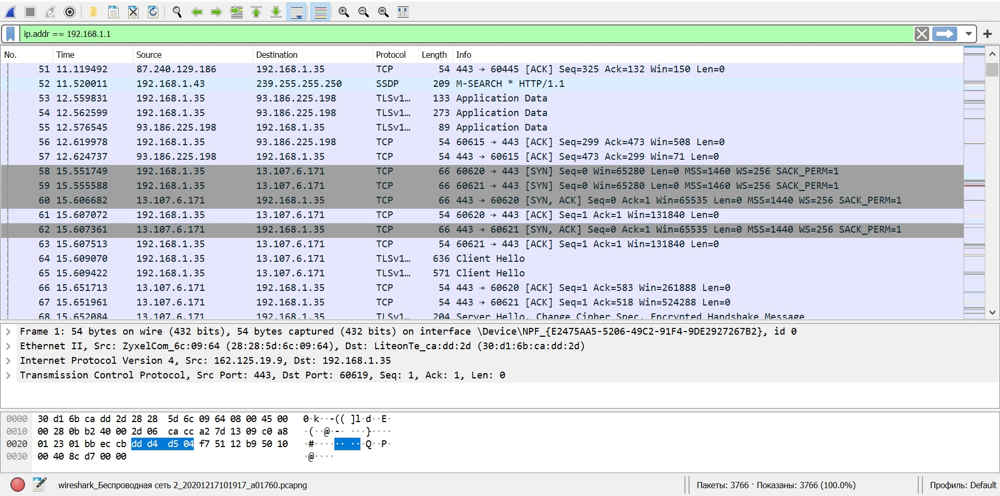 ip.addr == 192.168.1.1
No. Time Source Destination Protocol Length Info
51 11.119492 87.240.129.186 192.168.1.35 TCP 54 443 → 60445 [ACK] Seq=325 Ack=132 Win=150 Len=0
52 11.520011 192.168.1.43 239.255.255.250 SSDP 209 M-SEARCH * HTTP/1.1
53 12.559831 192.168.1.35 93.186.225.198 TLSv1… 133 Application Data
54 12.562599 192.168.1.35 93.186.225.198 TLSv1… 273 Application Data
55 12.576545 93.186.225.198 192.168.1.35 TLSv1… 89 Application Data
56 12.619978 192.168.1.35 93.186.225.198 TCP 54 60615 → 443 [ACK] Seq=299 Ack=473 Win=508 Len=0
57 12.624737 93.186.225.198 192.168.1.35 TCP 54 443 → 60615 [ACK] Seq=473 Ack=299 Win=71 Len=0
58 15.551749 192.168.1.35 13.107.6.171 TCP 66 60620 → 443 [SYN] Seq=0 Win=65280 Len=0 MSS=1460 WS=256 SACK_PERM=1
59 15.555588 192.168.1.35 13.107.6.171 TCP 66 60621 → 443 [SYN] Seq=0 Win=65280 Len=0 MSS=1460 WS=256 SACK_PERM=1
60 15.606682 13.107.6.171 192.168.1.35 TCP 66 443 → 60620 [SYN, ACK] Seq=0 Ack=1 Win=65535 Len=0 MSS=1440 WS=256 SACK_PERM=1
61 15.607072 192.168.1.35 13.107.6.171 TCP 54 60620 → 443 [ACK] Seq=1 Ack=1 Win=131840 Len=0
62 15.607361 13.107.6.171 192.168.1.35 TCP 66 443 → 60621 [SYN, ACK] Seq=0 Ack=1 Win=65535 Len=0 MSS=1440 WS=256 SACK_PERM=1
63 15.607513 192.168.1.35 13.107.6.171 TCP 54 60621 → 443 [ACK] Seq=1 Ack=1 Win=131840 Len=0
64 15.609070 192.168.1.35 13.107.6.171 TLSv1… 636 Client Hello
65 15.609422 192.168.1.35 13.107.6.171 TLSv1… 571 Client Hello
66 15.651713 13.107.6.171 192.168.1.35 TCP 54 443 → 60620 [ACK] Seq=1 Ack=583 Win=261888 Len=0
67 15.651961 13.107.6.171 192.168.1.35 TCP 54 443 → 60621 [ACK] Seq=1 Ack=518 Win=524288 Len=0
68 15.652084 13.107.6.171 192.168.1.35 TLSv1… 204 Server Hello, Change Cipher Spec, Encrypted Handshake Message
Frame 1: 54 bytes on wire (432 bits), 54 bytes captured (432 bits) on interface \Device\NPF_{E2475AA5-5206-49C2-91F4-9DE2927267B2}, id 0
Ethernet II, Src: ZyxelCom_6c:09:64 (28:28:5d:6c:09:64), Dst: LiteonTe_ca:dd:2d (30:d1:6b:ca:dd:2d)
Internet Protocol Version 4, Src: 162.125.19.9, Dst: 192.168.1.35
Transmission Control Protocol, Src Port: 443, Dst Port: 60619, Seq: 1, Ack: 1, Len: 0
0000 30 d1 6b ca dd 2d 28 28 5d 6c 09 64 08 00 45 00 0·k··-(( ]l·d··E·
0010 00 28 0b b2 40 00 2d 06 ca cc a2 7d 13 09 c0 a8 ·(··@·-· ···}····
0020 01 23 01 bb ec cb dd d4 d5 04 f7 51 12 b9 50 10 ·#······ ···Q··P·
0030 00 40 8c d7 00 00 ·@····
wireshark_Беспроводная сеть 2_20201217101917_a01760.pcapng
Пакеты: 3766 · Показаны: 3766 (100.0%)
Профиль: Default